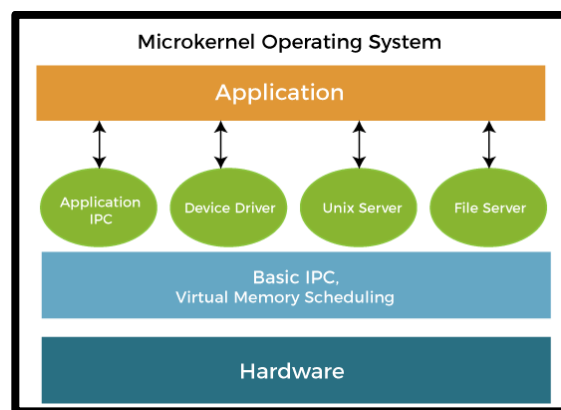 Microkernel Operating System
Application
Application
IPC
Device Driver
Unix Server
File Server
Basic IPC,
Virtual Memory Scheduling
Hardware